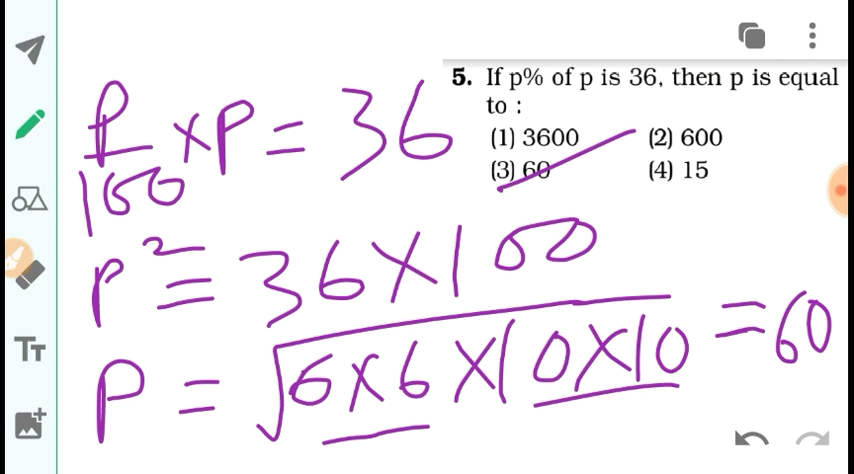 5. If p% of p is 36, then p is equal
to :
(1) 3600 (2) 600
(3) 60 (4) 15
P/100 × P = 36
P² = 36 × 100
P = √6×6×10×10 = 60
TT